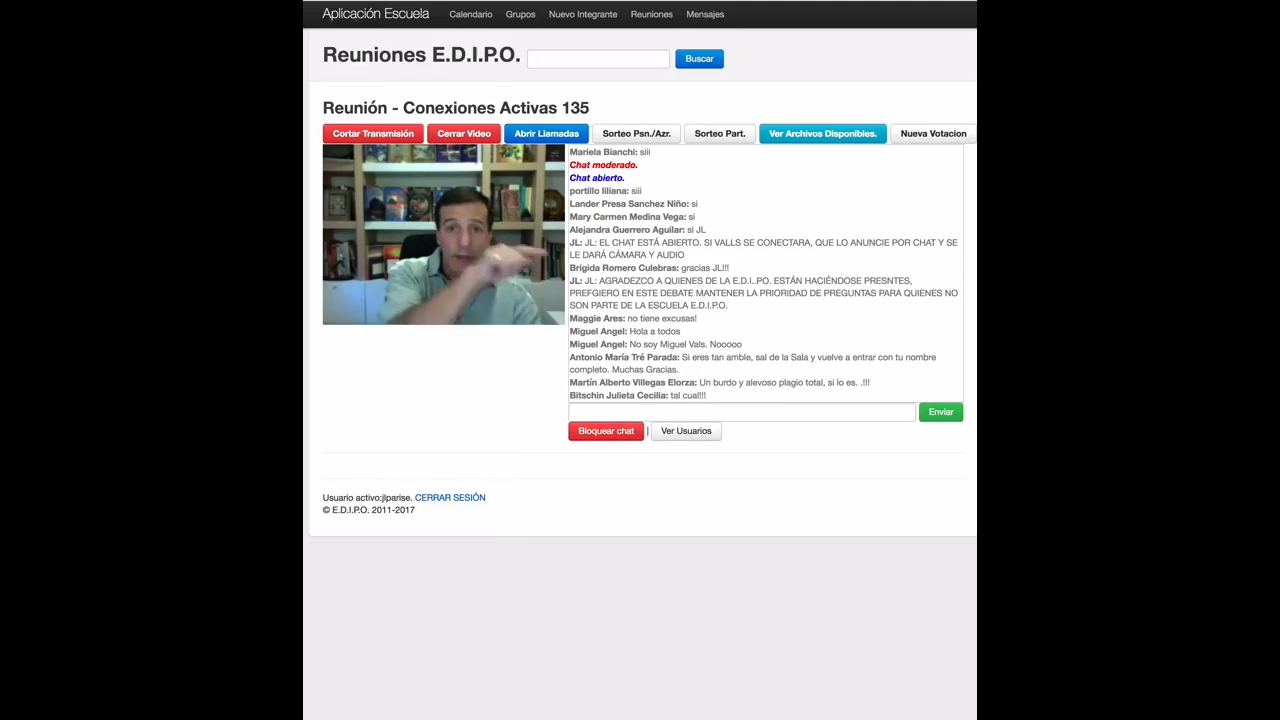 Aplicación Escuela Calendario Grupos Nuevo Integrante Reuniones Mensajes
Reuniones E.D.I.P.O. Buscar
Reunión - Conexiones Activas 135
Cortar Transmisión Cerrar Video Abrir Llamadas Sorteo Psn./Azr. Sorteo Part. Ver Archivos Disponibles. Nueva Votacion
Mariela Bianchi: siii
Chat moderado.
Chat abierto.
portillo liliana: siii
Lander Presa Sanchez Niño: si
Mary Carmen Medina Vega: si
Alejandra Guerrero Aguilar: si JL
JL: JL: EL CHAT ESTÁ ABIERTO. SI VALLS SE CONECTARA, QUE LO ANUNCIE POR CHAT Y SE
LE DARÁ CÁMARA Y AUDIO
Brigida Romero Culebras: gracias JL!!!
JL: JL: AGRADEZCO A QUIENES DE LA E.D.I..PO. ESTÁN HACIÉNDOSE PRESNTES,
PREFGIERO EN ESTE DEBATE MANTENER LA PRIORIDAD DE PREGUNTAS PARA QUIENES NO
SON PARTE DE LA ESCUELA E.D.I.P.O.
Maggie Ares: no tiene excusas!
Miguel Angel: Hola a todos
Miguel Angel: No soy Miguel Vals. Nooooo
Antonio María Tré Parada: Si eres tan amble, sal de la Sala y vuelve a entrar con tu nombre
completo. Muchas Gracias.
Martín Alberto Villegas Elorza: Un burdo y alevoso plagio total, si lo es. .!!!
Bitschin Julieta Cecilia: tal cual!!!
Enviar
Bloquear chat | Ver Usuarios
Usuario activo:jlparise. CERRAR SESIÓN
© E.D.I.P.O. 2011-2017